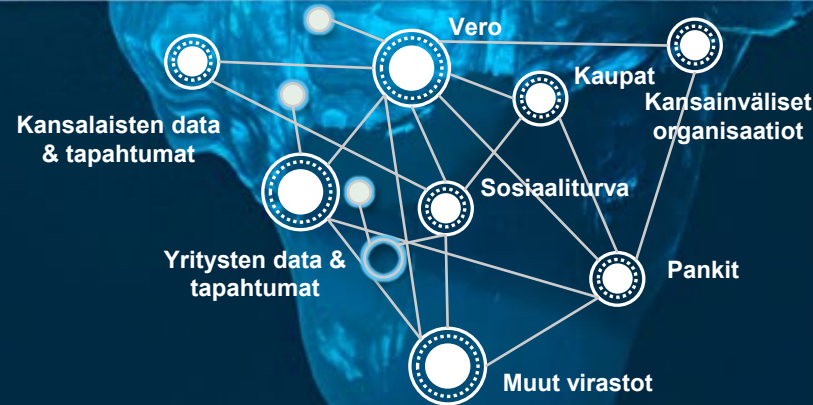 Vero
Kaupat
Kansainväliset
organisaatiot
Kansalaisten data
& tapahtumat
Sosiaaliturva
Yritysten data &
tapahtumat
Pankit
Muut virastot